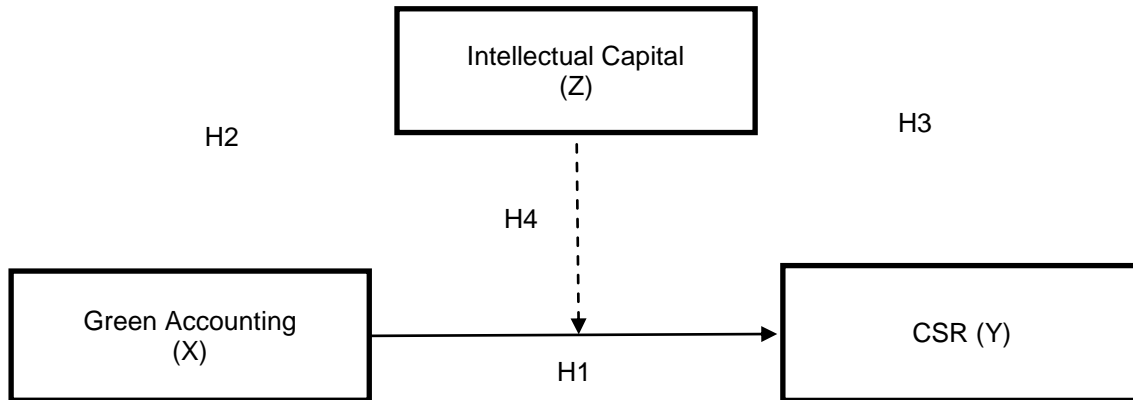 Intellectual Capital
(Z)
H2
H3
H4
Green Accounting
(X)
CSR (Y)
H1